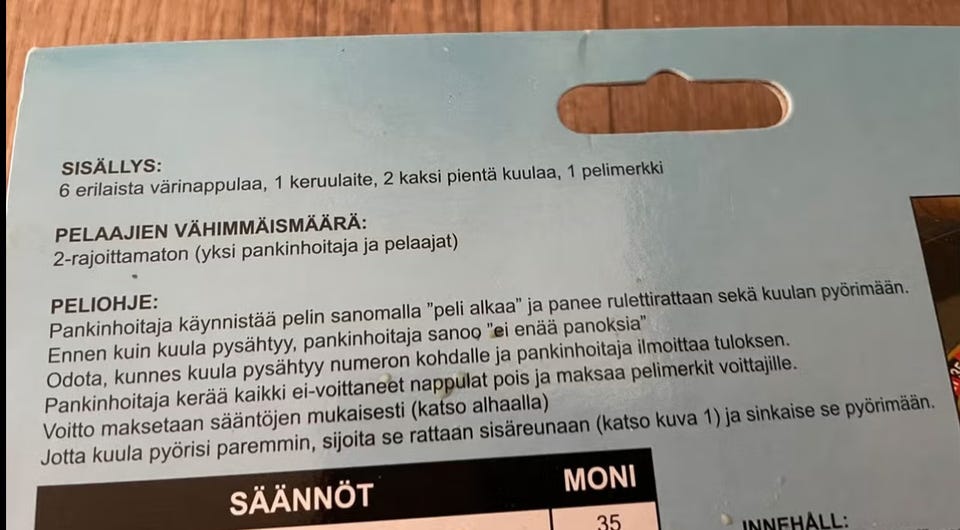 SISÄLLYS:
6 erilaista värinappulaa, 1 keruulaite, 2 kaksi pientä kuulaa, 1 pelimerkki
PELAAJIEN VÄHIMMÄISMÄÄRÄ:
2-rajoittamaton (yksi pankinhoitaja ja pelaajat)
PELIOHJE:
Pankinhoitaja käynnistää pelin sanomalla ”peli alkaa” ja panee rulettirattaan sekä kuulan pyörimään.
Ennen kuin kuula pysähtyy, pankinhoitaja sanoo ”ei enää panoksia”
Odota, kunnes kuula pysähtyy numeron kohdalle ja pankinhoitaja ilmoittaa tuloksen.
Pankinhoitaja kerää kaikki ei-voittaneet nappulat pois ja maksaa pelimerkit voittajille.
Voitto maksetaan sääntöjen mukaisesti (katso alhaalla)
Jotta kuula pyörisi paremmin, sijoita se rattaan sisäreunaan (katso kuva 1) ja sinkaise se pyörimään.
SÄÄNNÖT MONI
35
INNEHÅLL: